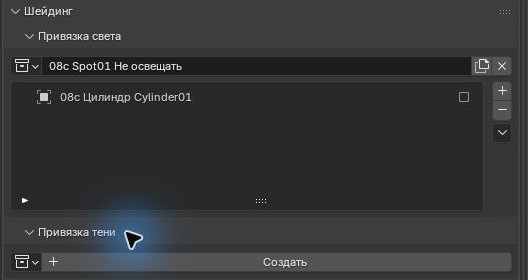 Шейдинг
Привязка света
08c Spot01 Не освещать
08c Цилиндр Cylinder01
Привязка тени
Создать